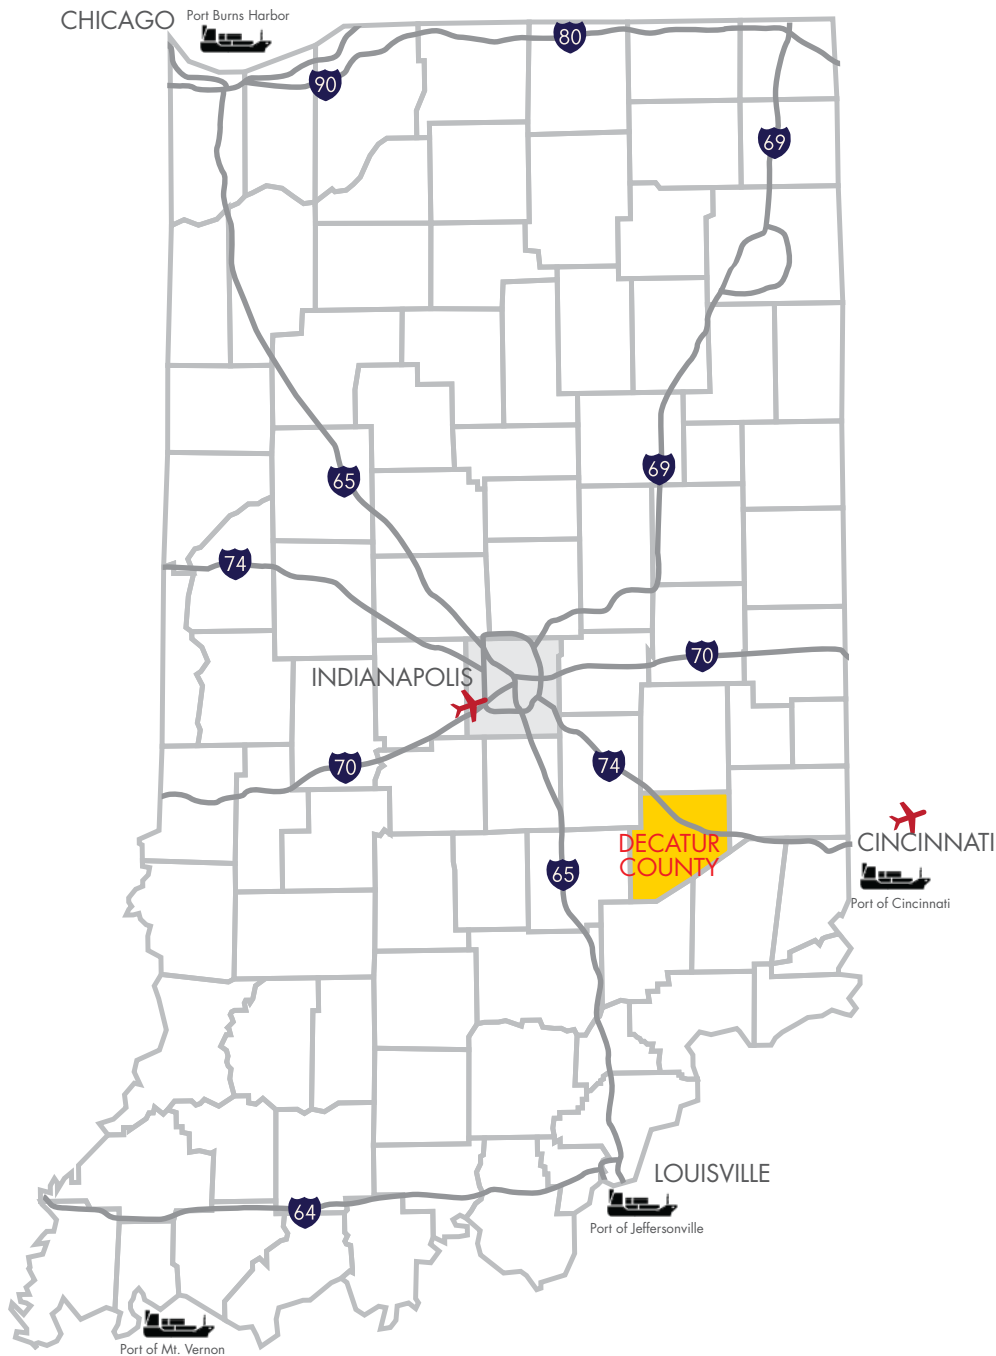 Port Burns Harbor
CHICAGO
80
90
69
69
65
74
70
INDIANAPOLIS
70
74
DECATUR
COUNTY
CINCINNATI
65
Port of Cincinnati
LOUISVILLE
64
Port of Jeffersonville
Port of Mt. Vernon